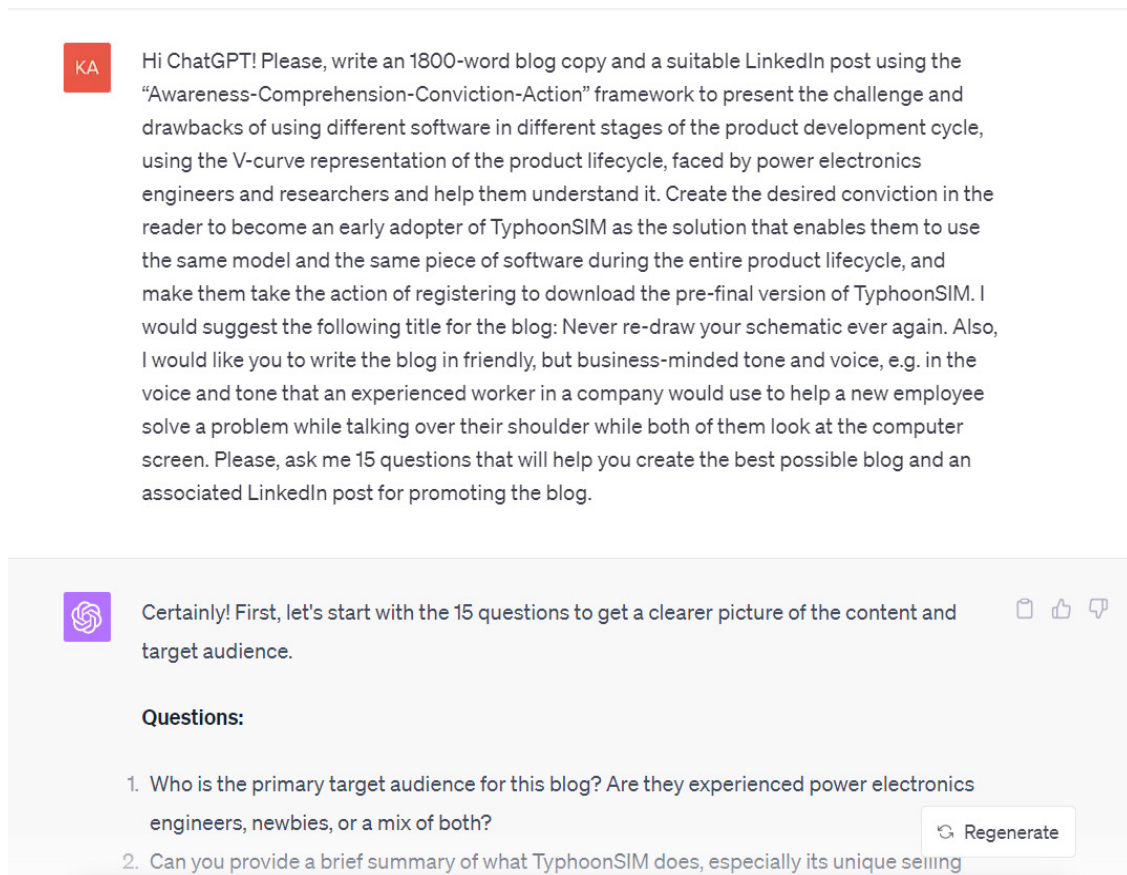 KA
Hi ChatGPT! Please, write an 1800-word blog copy and a suitable LinkedIn post using the
“Awareness-Comprehension-Conviction-Action” framework to present the challenge and
drawbacks of using different software in different stages of the product development cycle,
using the V-curve representation of the product lifecycle, faced by power electronics
engineers and researchers and help them understand it. Create the desired conviction in the
reader to become an early adopter of TyphoonSIM as the solution that enables them to use
the same model and the same piece of software during the entire product lifecycle, and
make them take the action of registering to download the pre-final version of TyphoonSIM. I
would suggest the following title for the blog: Never re-draw your schematic ever again. Also,
I would like you to write the blog in friendly, but business-minded tone and voice, e.g. in the
voice and tone that an experienced worker in a company would use to help a new employee
solve a problem while talking over their shoulder while both of them look at the computer
screen. Please, ask me 15 questions that will help you create the best possible blog and an
associated LinkedIn post for promoting the blog.
Certainly! First, let's start with the 15 questions to get a clearer picture of the content and
target audience.
Questions:
1. Who is the primary target audience for this blog? Are they experienced power electronics
engineers, newbies, or a mix of both?
Regenerate
2. Can you provide a brief summary of what TyphoonSIM does, especially its unique selling